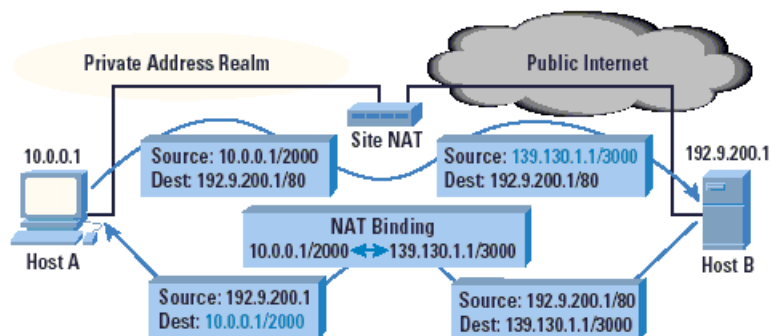 Private Address Realm
Public Internet
Site NAT
10.0.0.1
Source: 10.0.0.1/2000
Dest: 192.9.200.1/80
Source: 139.130.1.1/3000
Dest: 192.9.200.1/80
192.9.200.1
NAT Binding
10.0.0.1/2000 139.130.1.1/3000
Host A
Host B
Source: 192.9.200.1
Dest: 10.0.0.1/2000
Source: 192.9.200.1/80
Dest: 139.130.1.1/3000